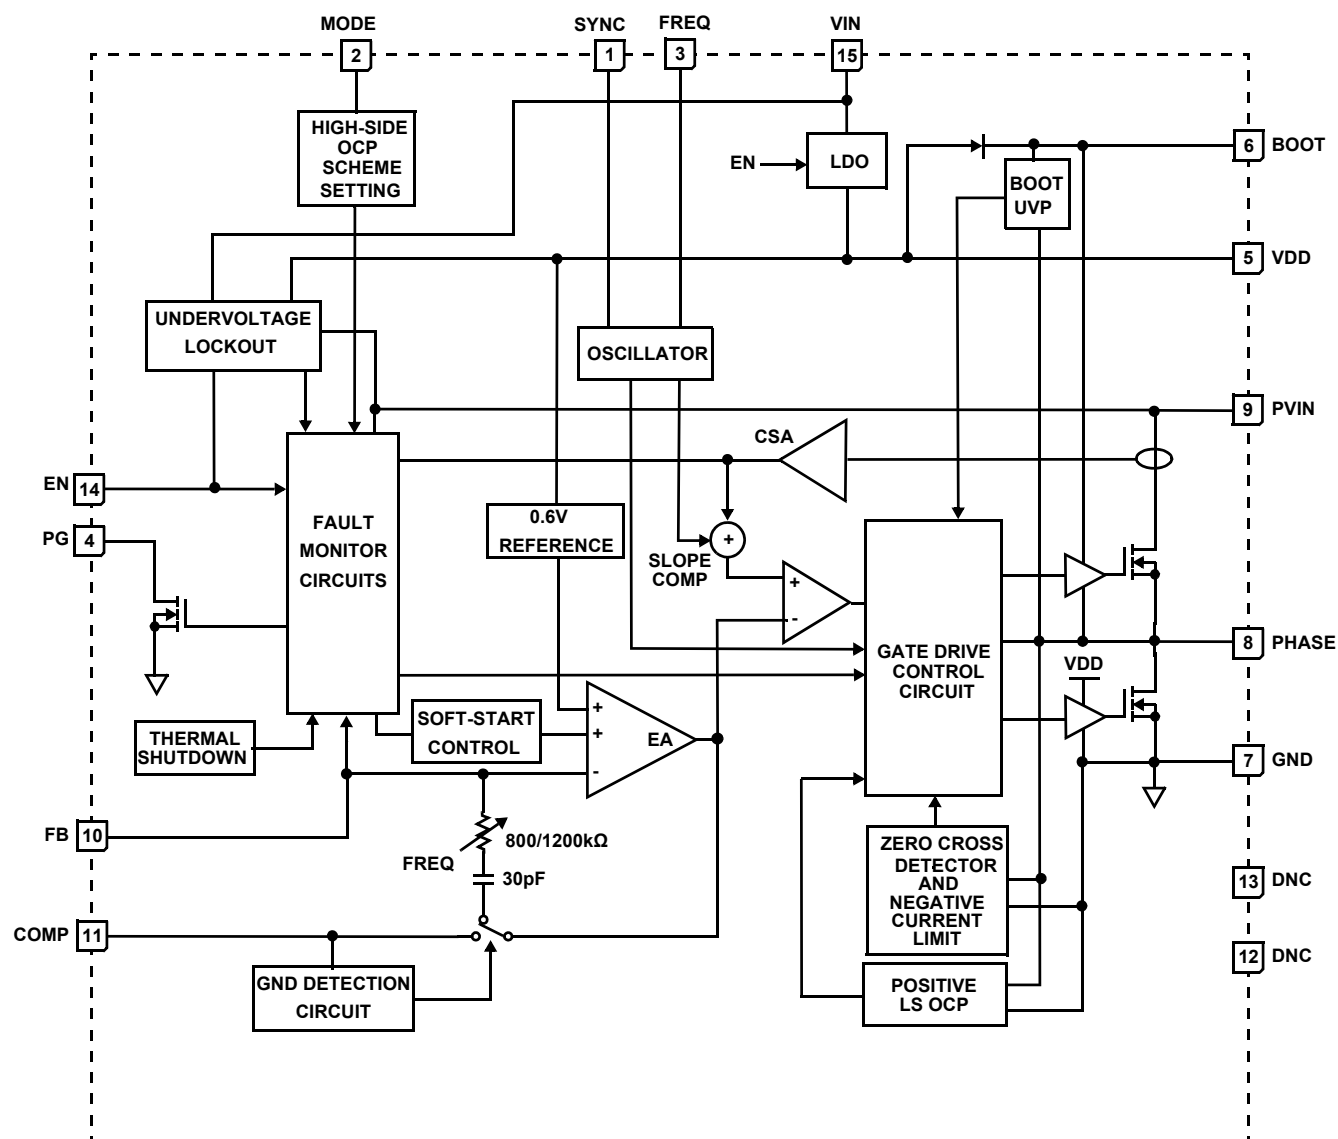 MODE
SYNC
FREQ
VIN
2
1
3
15
HIGH-SIDE
OCP
SCHEME
SETTING
EN
LDO
6
BOOT
BOOT
UVP
5
VDD
UNDERVOLTAGE
LOCKOUT
OSCILLATOR
9
PVIN
CSA
EN
14
PG
4
FAULT
MONITOR
CIRCUITS
0.6V
REFERENCE
+
SLOPE
COMP
+
-
GATE DRIVE
CONTROL
CIRCUIT
8
PHASE
VDD
THERMAL
SHUTDOWN
SOFT-START
CONTROL
+
+
-
EA
7
GND
FB
10
FREQ
800/1200kΩ
30pF
ZERO CROSS
DETECTOR
AND
NEGATIVE
CURRENT
LIMIT
13
DNC
COMP
11
12
DNC
GND DETECTION
CIRCUIT
POSITIVE
LS OCP